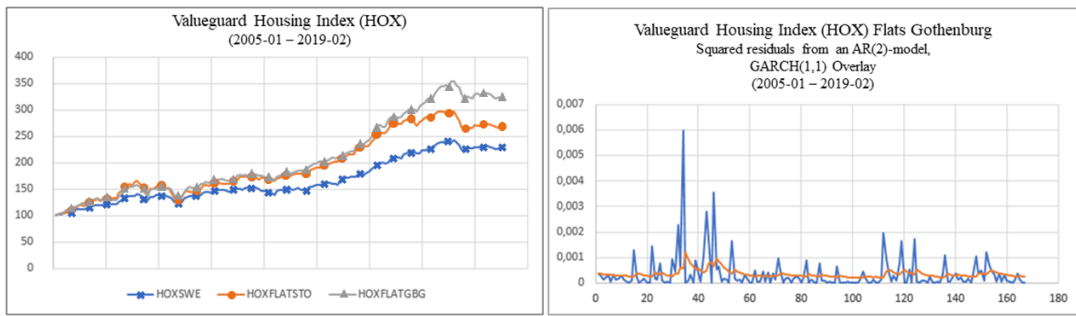 Valueguard Housing Index (HOX)
(2005-01 – 2019-02)
400
350
300
250
200
150
100
50
0
HOXSWE HOXFLATSTO HOXFLATGBG
Valueguard Housing Index (HOX) Flats Gothenburg
Squared residuals from an AR(2)-model,
GARCH(1,1) Overlay
(2005-01 – 2019-02)
0,007
0,006
0,005
0,004
0,003
0,002
0,001
0
0 20 40 60 80 100 120 140 160 180